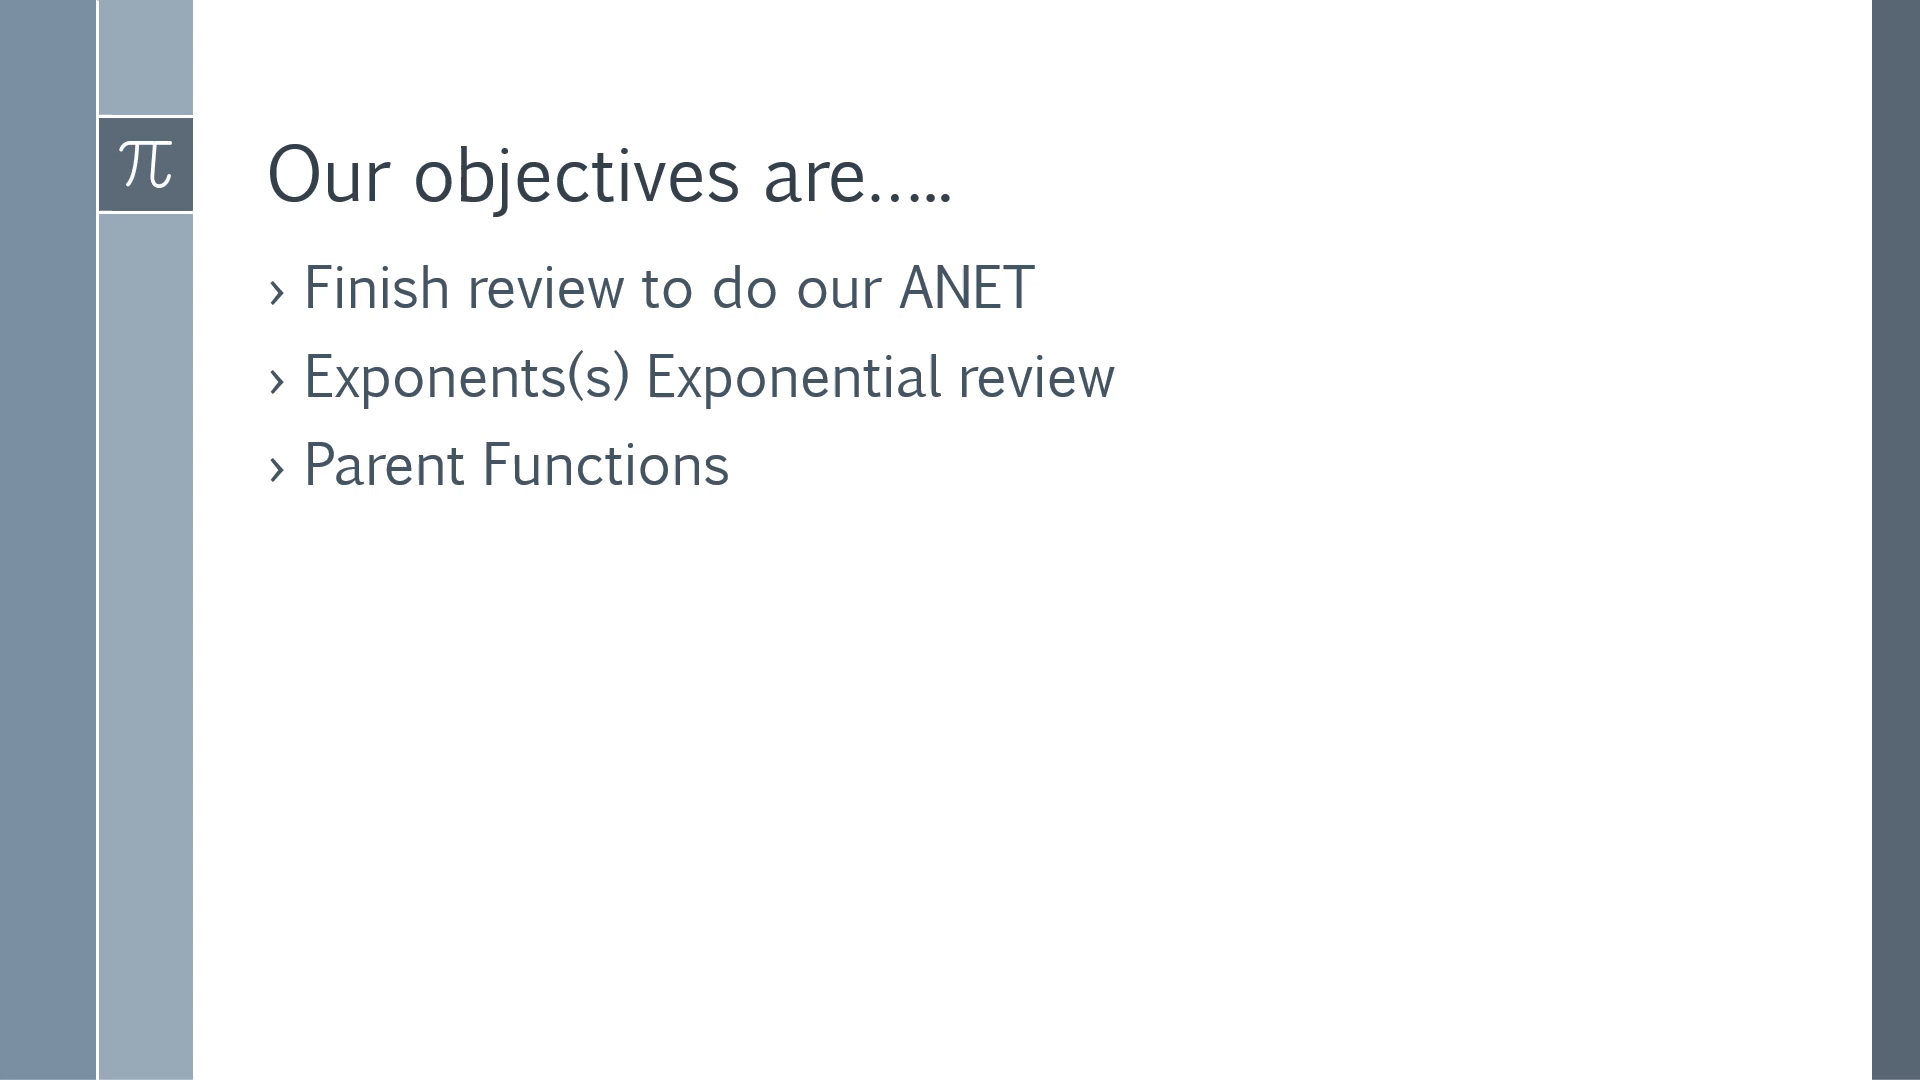 π
Our objectives are…..
› Finish review to do our ANET
› Exponents(s) Exponential review
› Parent Functions